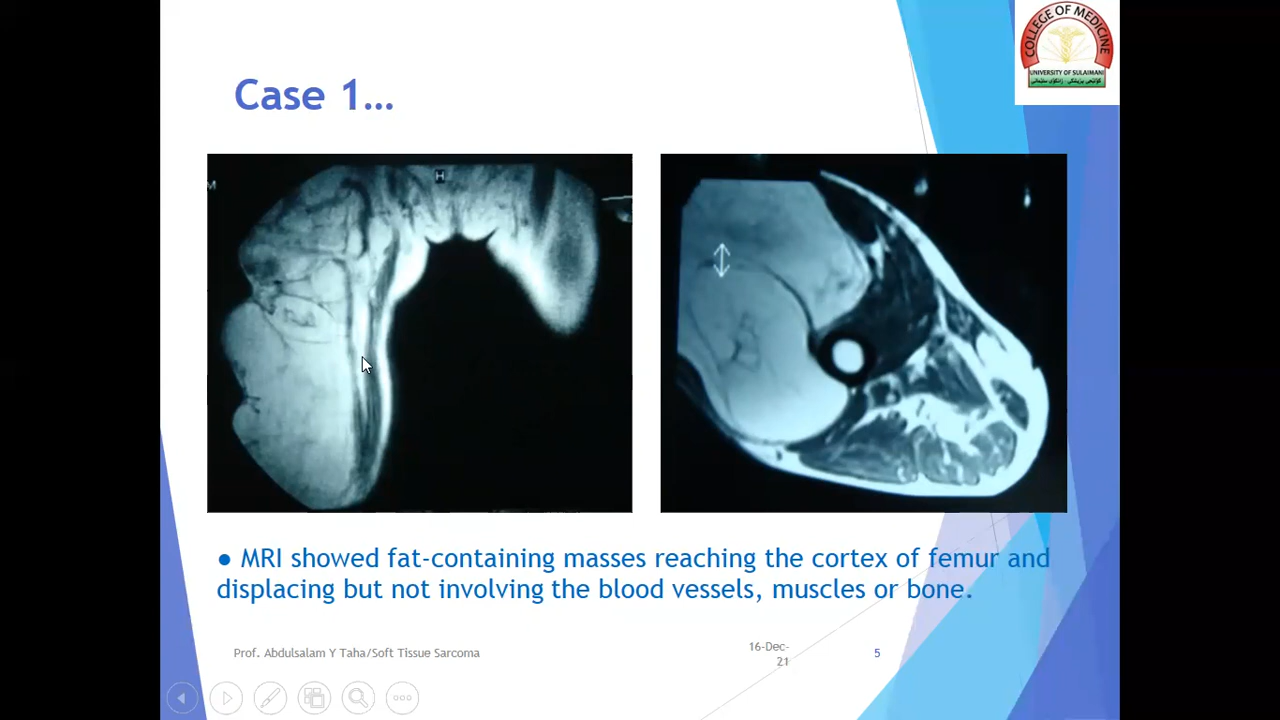 COLLEGE OF MEDICINE
UNIVERSITY OF SULAIMANI
Case 1...
M
H
● MRI showed fat-containing masses reaching the cortex of femur and
displacing but not involving the blood vessels, muscles or bone.
Prof. Abdulsalam Y Taha/Soft Tissue Sarcoma
16-Dec-
21
5